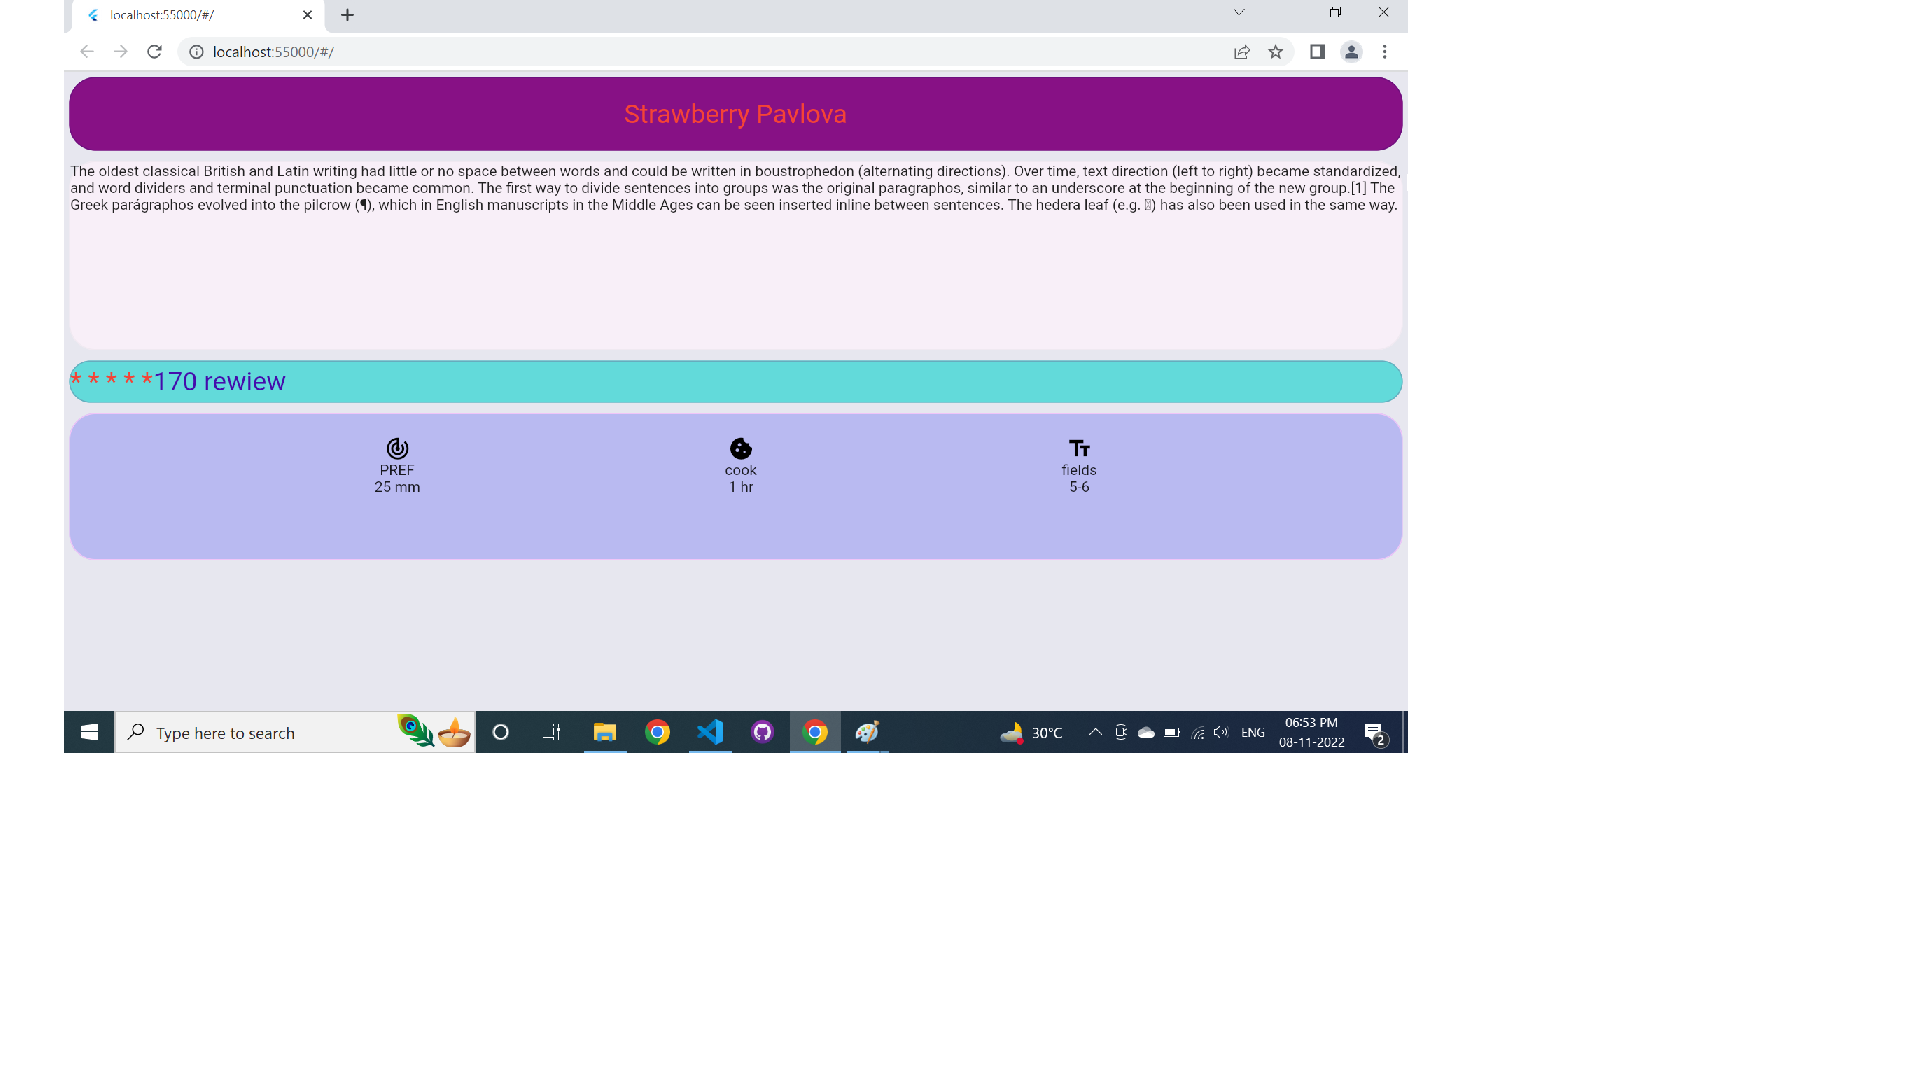 localhost:55000/#/
localhost:55000/#/
Strawberry Pavlova
The oldest classical British and Latin writing had little or no space between words and could be written in boustrophedon (alternating directions). Over time, text direction (left to right) became standardized,
and word dividers and terminal punctuation became common. The first way to divide sentences into groups was the original paragraphos, similar to an underscore at the beginning of the new group.[1] The
Greek parágraphos evolved into the pilcrow (¶), which in English manuscripts in the Middle Ages can be seen inserted inline between sentences. The hedera leaf (e.g. ) has also been used in the same way.
* * * * *170 rewiew
PREF
25 mm
cook
1 hr
fields
5-6
Type here to search
30°C
ENG
06:53 PM
08-11-2022
2